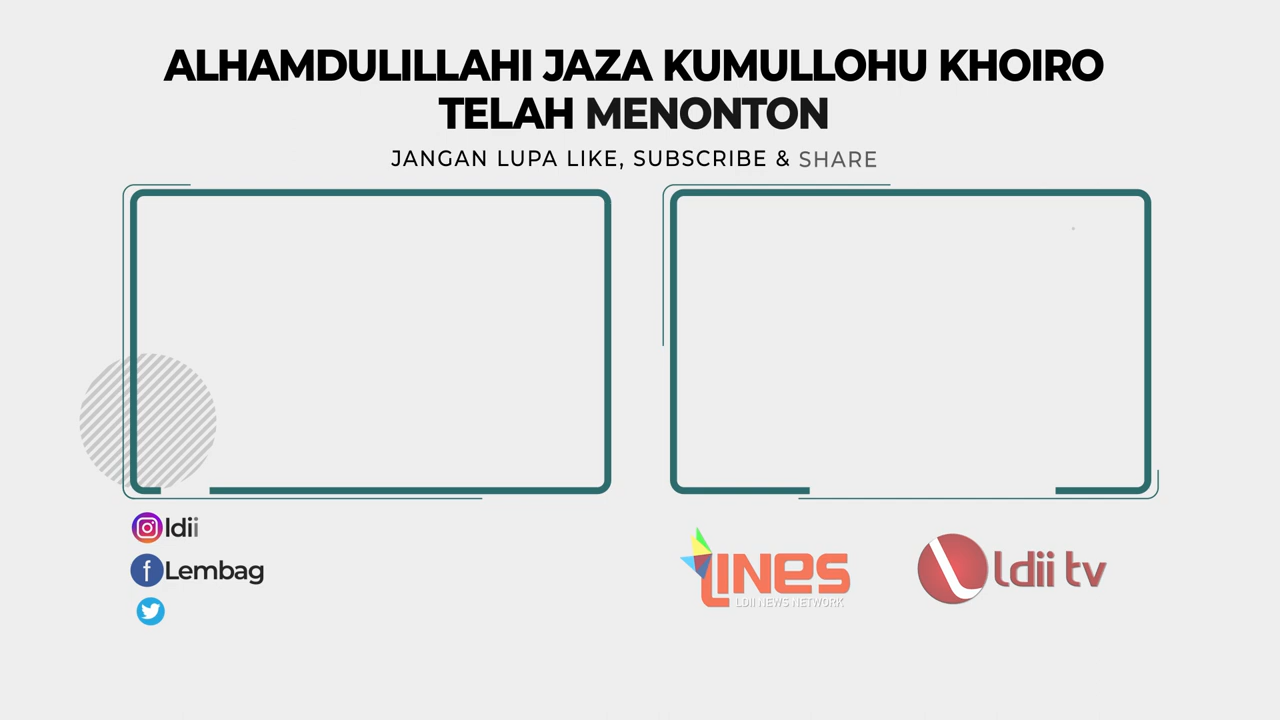 ALHAMDULILLAHI JAZA KUMULLOHU KHOIRO
TELAH MENONTON
JANGAN LUPA LIKE, SUBSCRIBE & SHARE
ldii
Lembag
LINES
LDII NEWS NETWORK
ldii tv